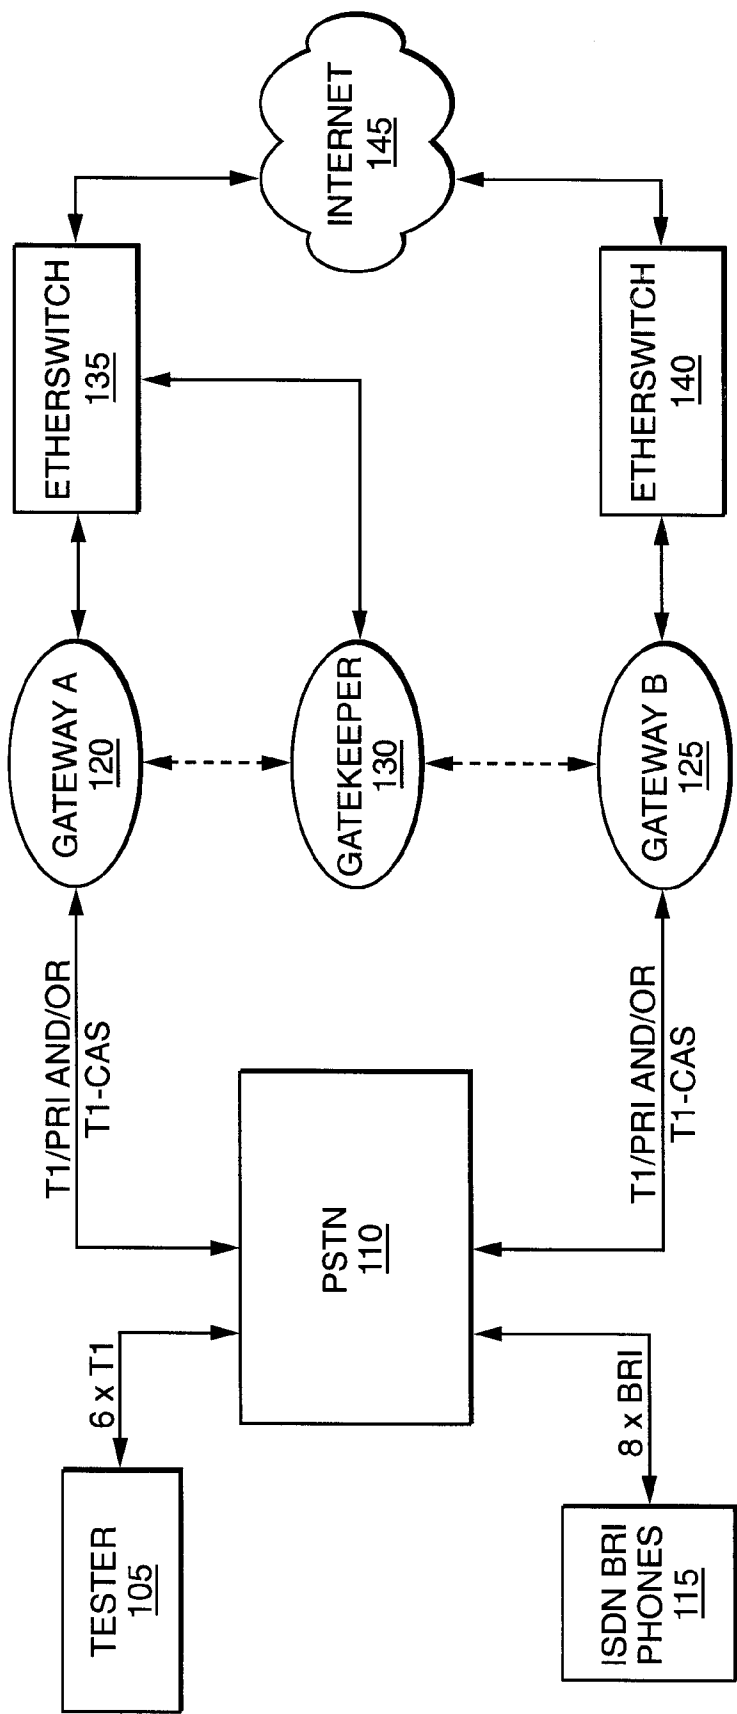 TESTER
105
6 x T1
ISDN BRI
PHONES
115
8 x BRI
PSTN
110
T1/PRI AND/OR
T1-CAS
T1/PRI AND/OR
T1-CAS
GATEWAY A
120
GATEKEEPER
130
GATEWAY B
125
ETHERSWITCH
135
ETHERSWITCH
140
INTERNET
145